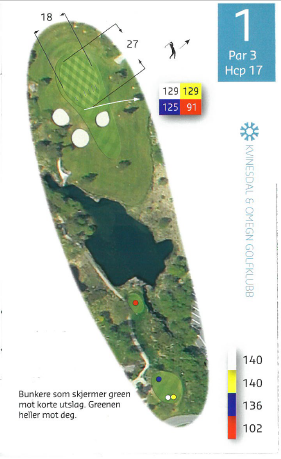 18
27
1
Par 3
Hcp 17
129 129
125 91
KVINESDAL & OMEGN GOLFKLUBB
140
140
136
102
Bunkere som skjermer green
mot korte utslag. Greenen
heller mot deg.